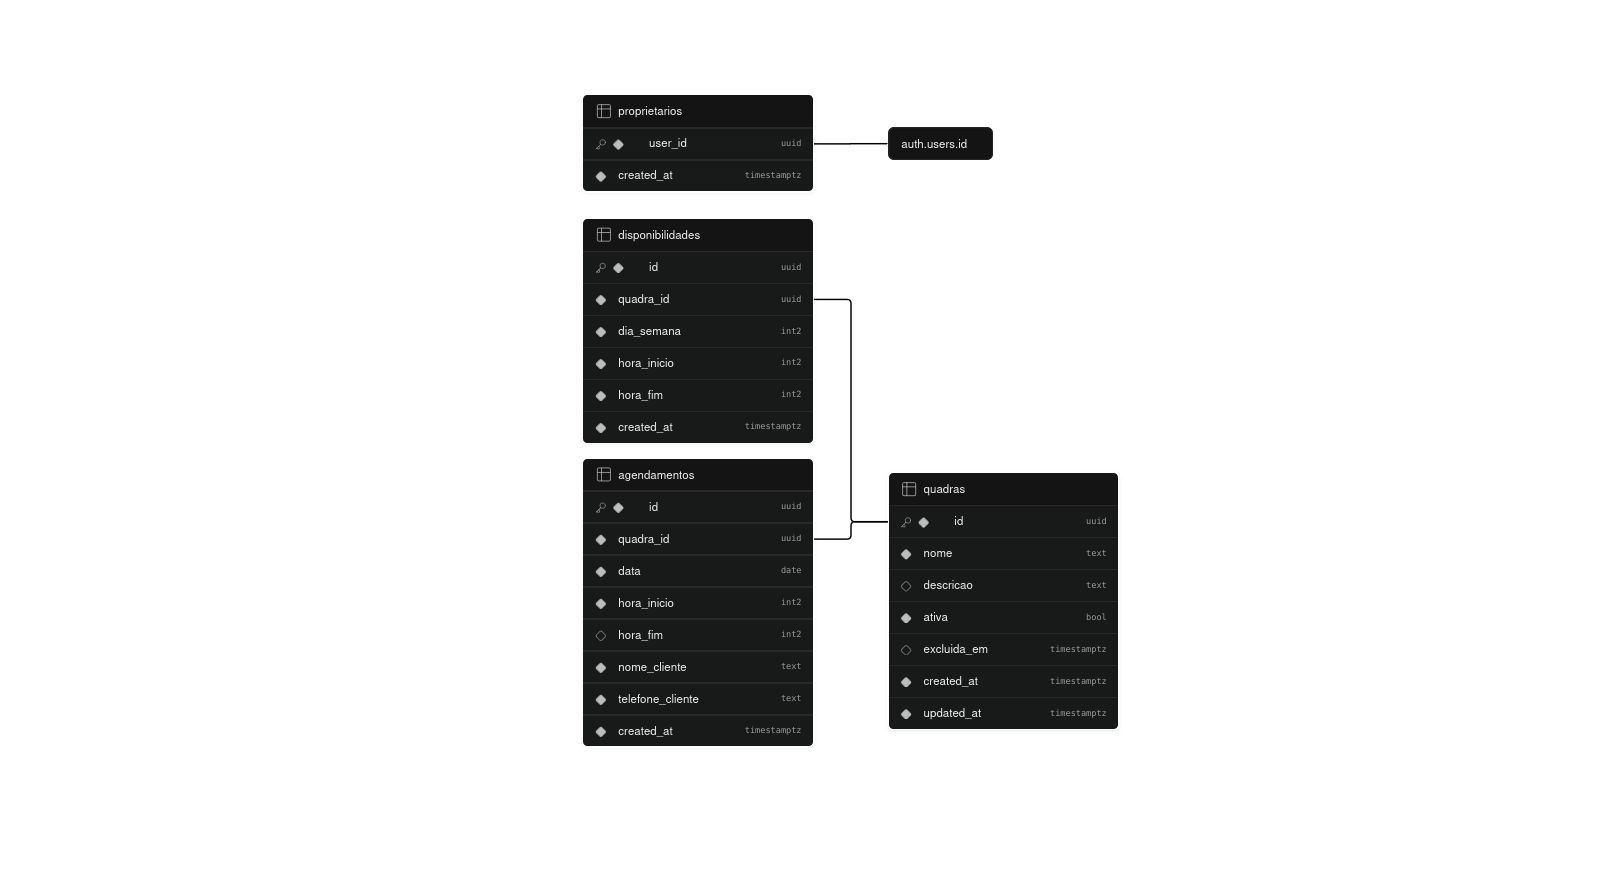 proprietarios
user_id uuid
created_at timestamptz
auth.users.id
disponibilidades
id uuid
quadra_id uuid
dia_semana int2
hora_inicio int2
hora_fim int2
created_at timestamptz
agendamentos
id uuid
quadra_id uuid
data date
hora_inicio int2
hora_fim int2
nome_cliente text
telefone_cliente text
created_at timestamptz
quadras
id uuid
nome text
descricao text
ativa bool
excluida_em timestamptz
created_at timestamptz
updated_at timestamptz